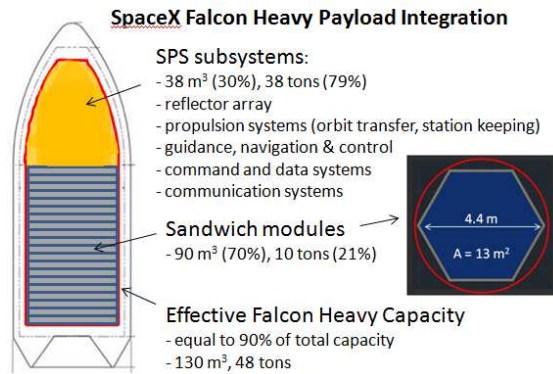 SpaceX Falcon Heavy Payload Integration
SPS subsystems:
- 38 m³ (30%), 38 tons (79%)
- reflector array
- propulsion systems (orbit transfer, station keeping)
- guidance, navigation & control
- command and data systems
- communication systems
Sandwich modules
- 90 m³ (70%), 10 tons (21%)
4.4 m
A = 13 m²
Effective Falcon Heavy Capacity
- equal to 90% of total capacity
- 130 m³, 48 tons